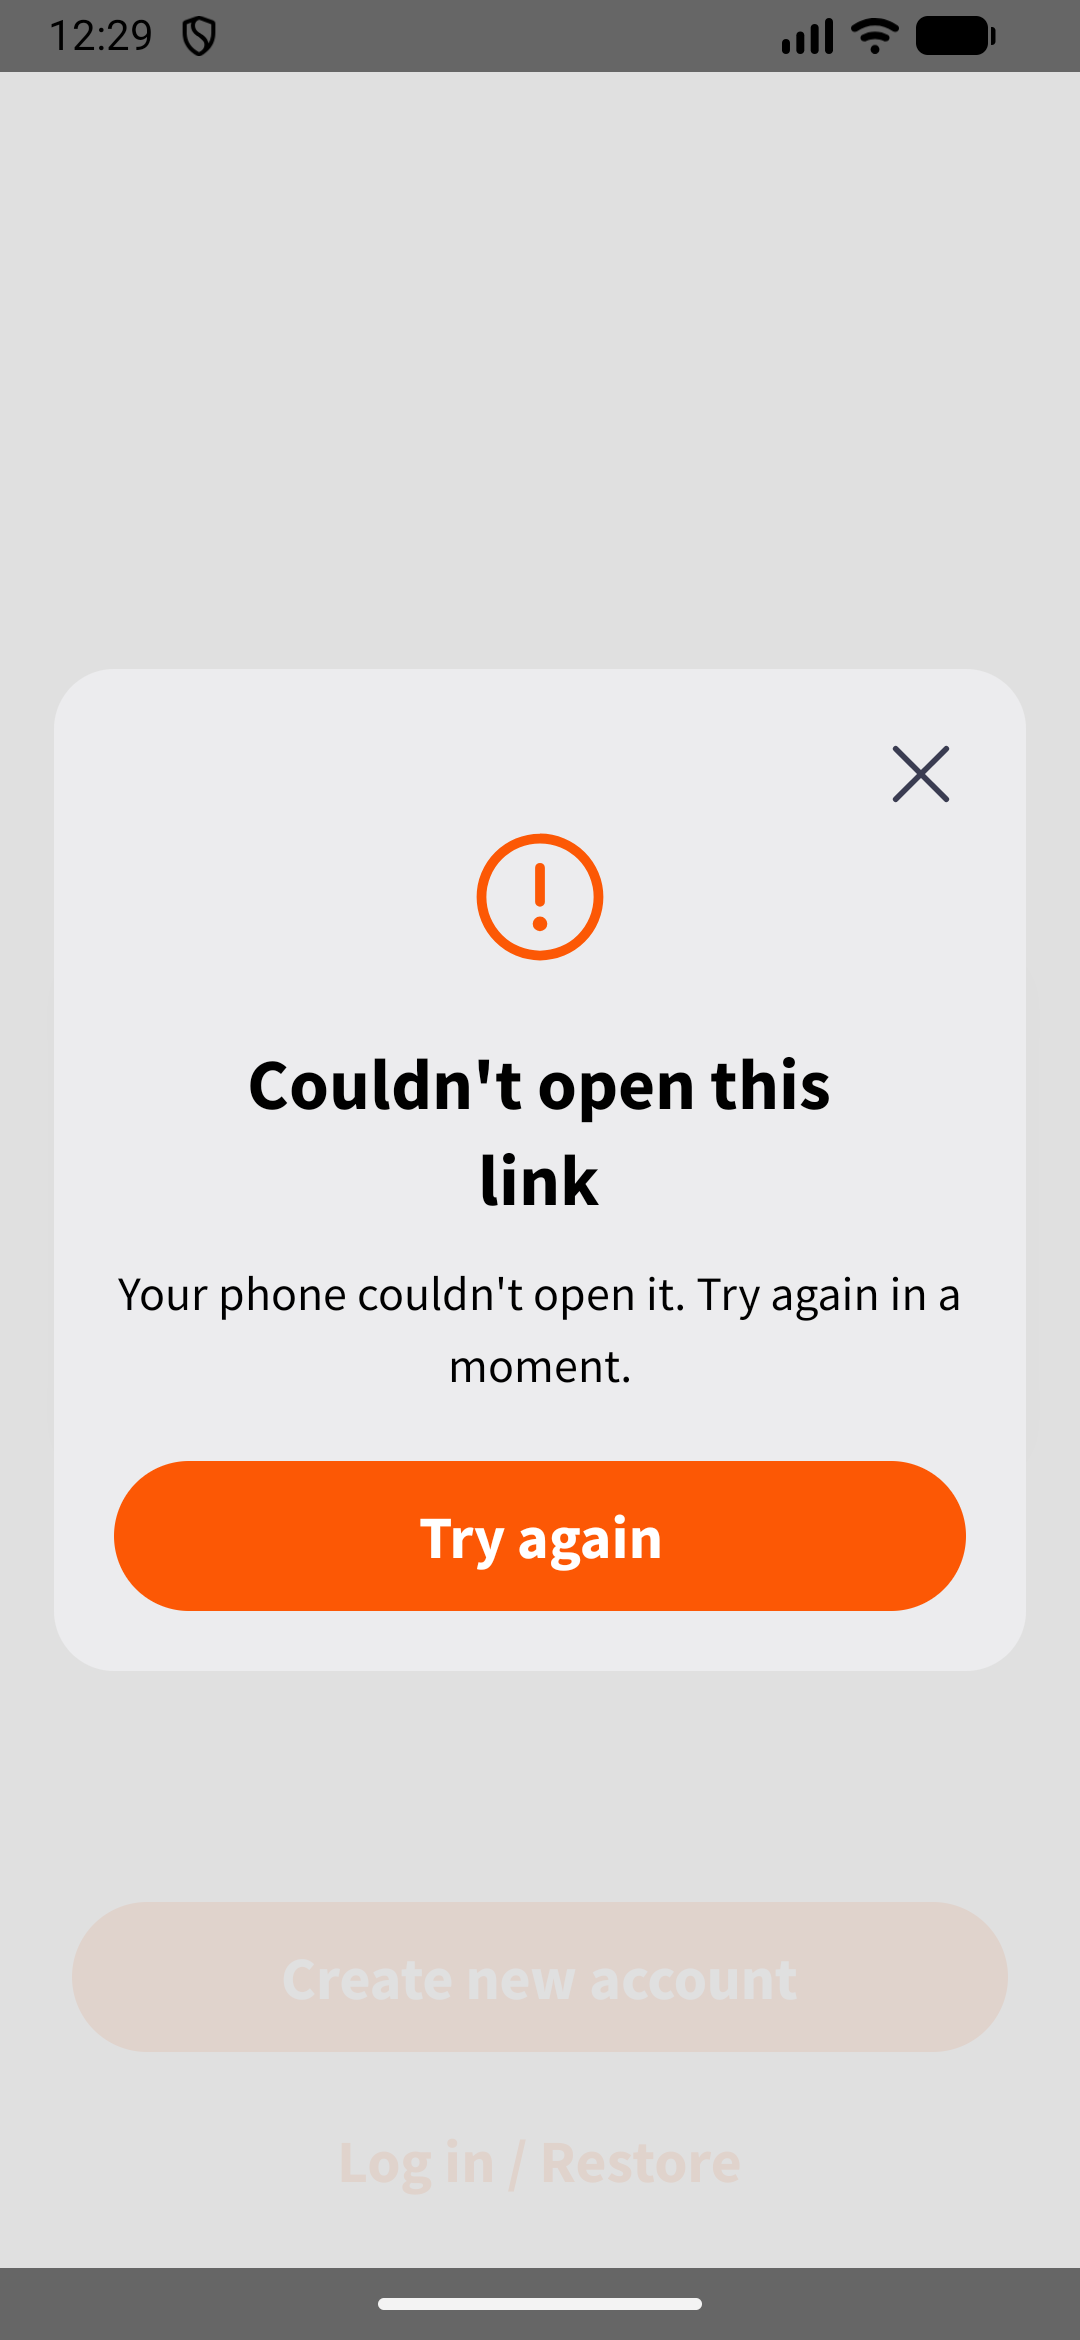 12:29
Couldn't open this
link
Your phone couldn't open it. Try again in a
moment.
Try again
Create new account
Log in / Restore